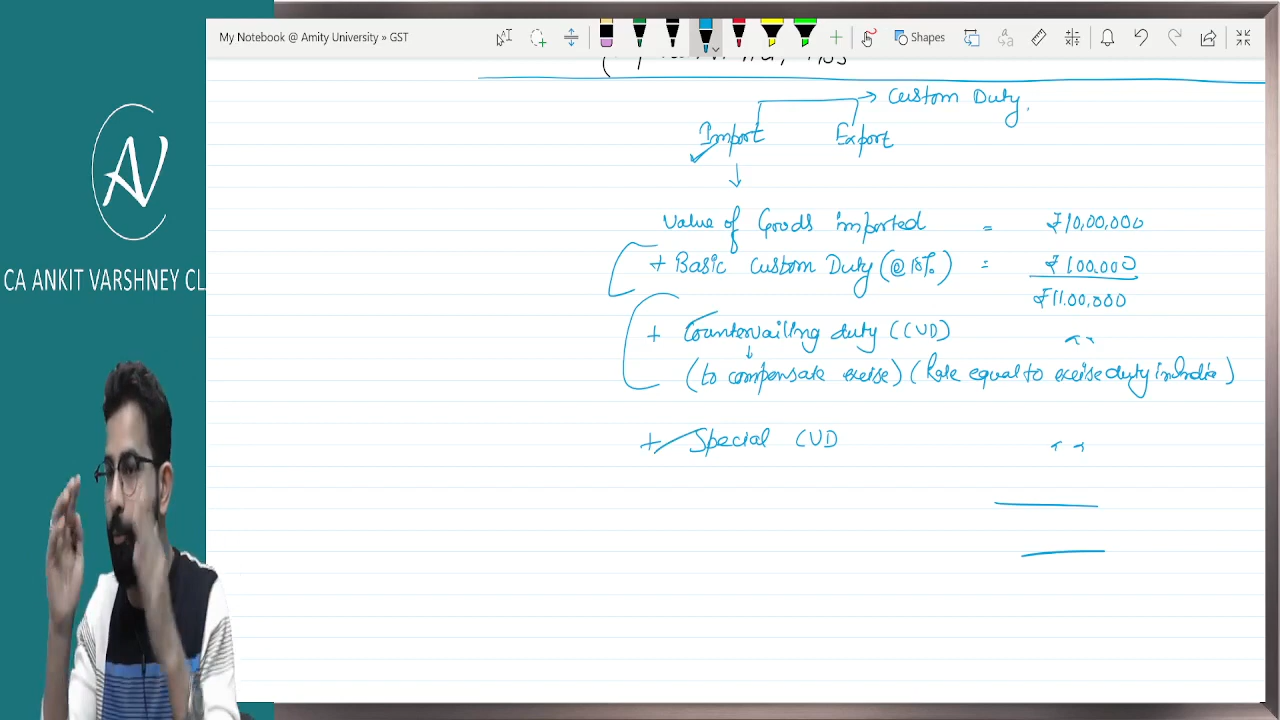 My Notebook @ Amity University » GST
Shapes
Custom Duty
Import Export
Value of Goods imported = ₹10,00,000
+ Basic Custom Duty (@10%) = ₹100.000
₹11.00,000
+ Countervailing duty (CVD)
(to compensate excise) (Rate equal to excise duty in India)
+ Special CVD
AV
CA ANKIT VARSHNEY CL